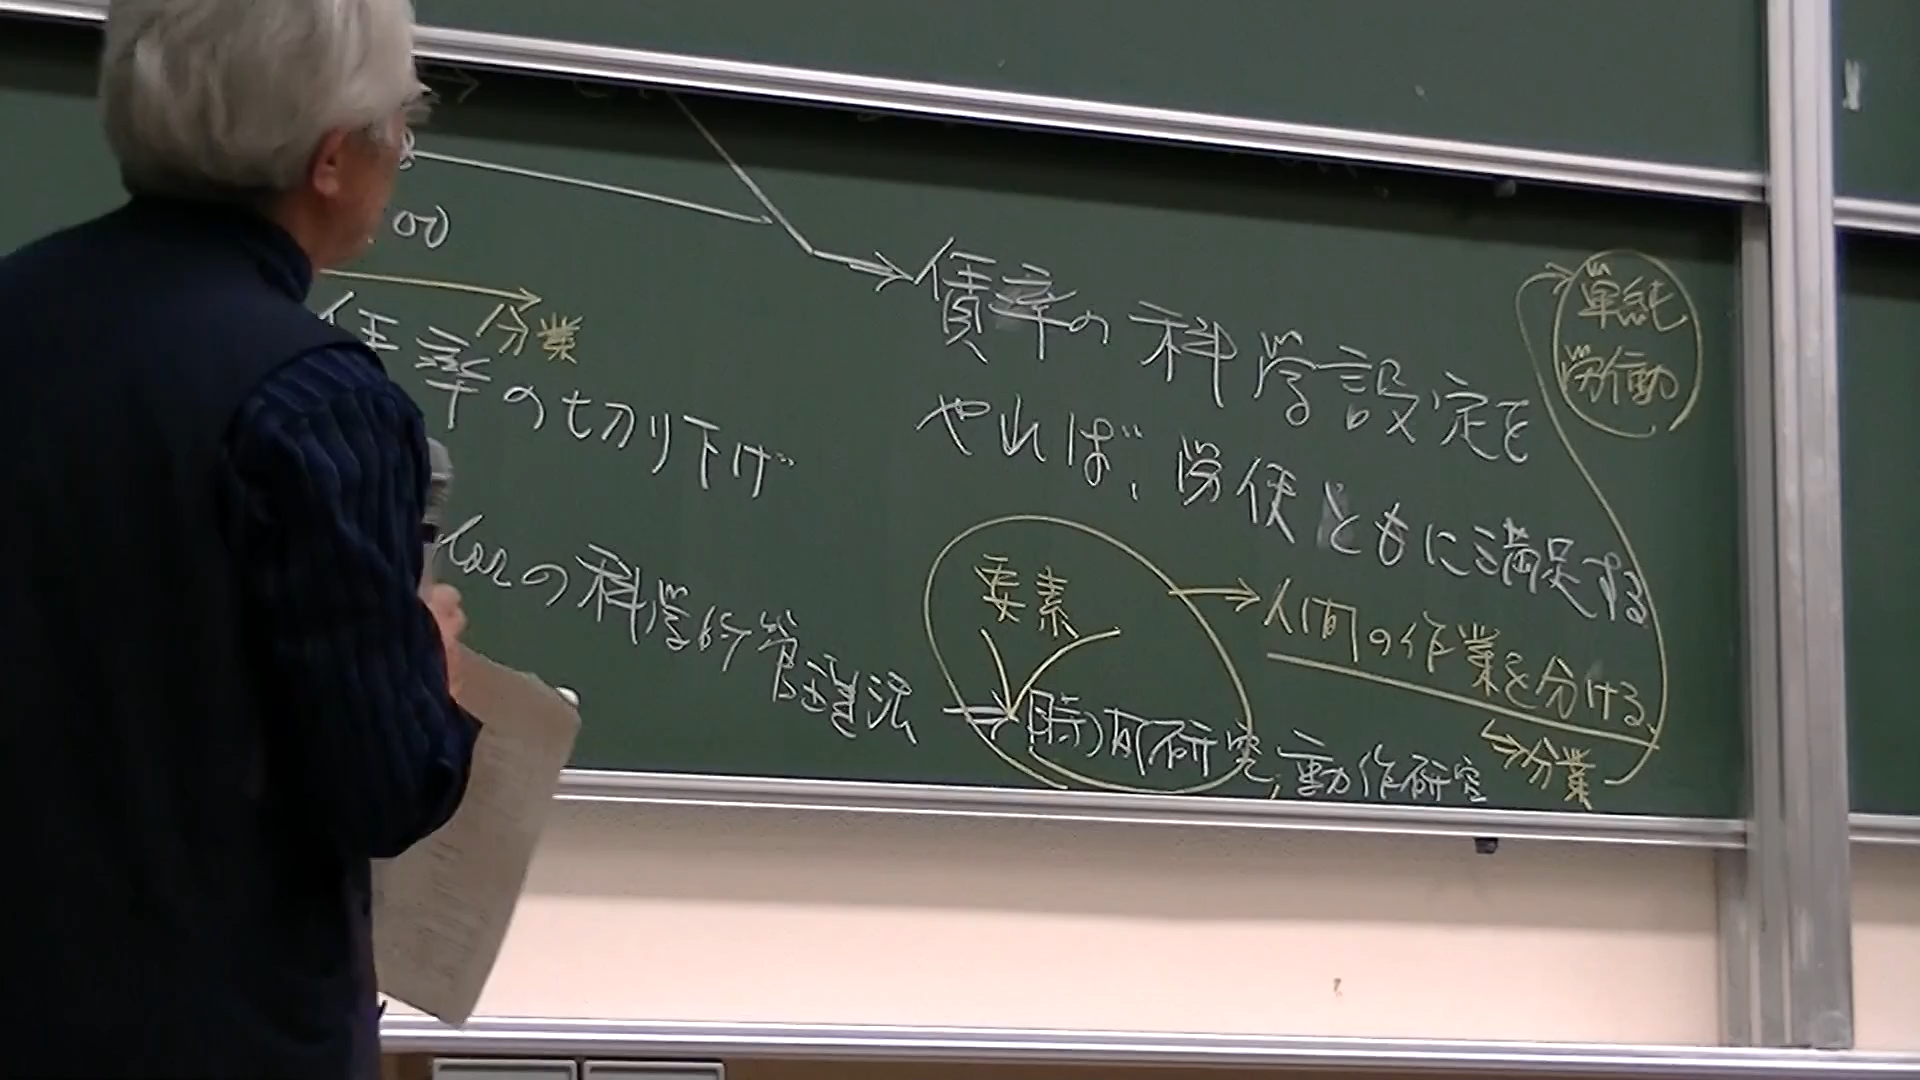 00
分業
賃率の切り下げ
lorの科学的管理法
賃率の科学設定を
やれば、労使ともに満足する
要素
時間研究,動作研究
人間の作業を分ける
分業
単純
労働